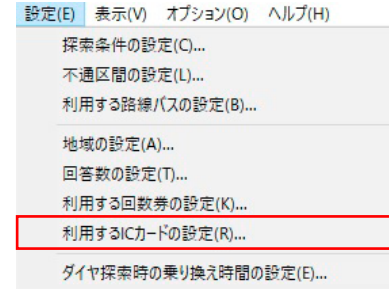 設定(E) 表示(V) オプション(O) ヘルプ(H)
探索条件の設定(C)...
不通区間の設定(L)...
利用する路線バスの設定(B)...
地域の設定(A)...
回答数の設定(T)...
利用する回数券の設定(K)...
利用するICカードの設定(R)...
ダイヤ探索時の乗り換え時間の設定(E)...